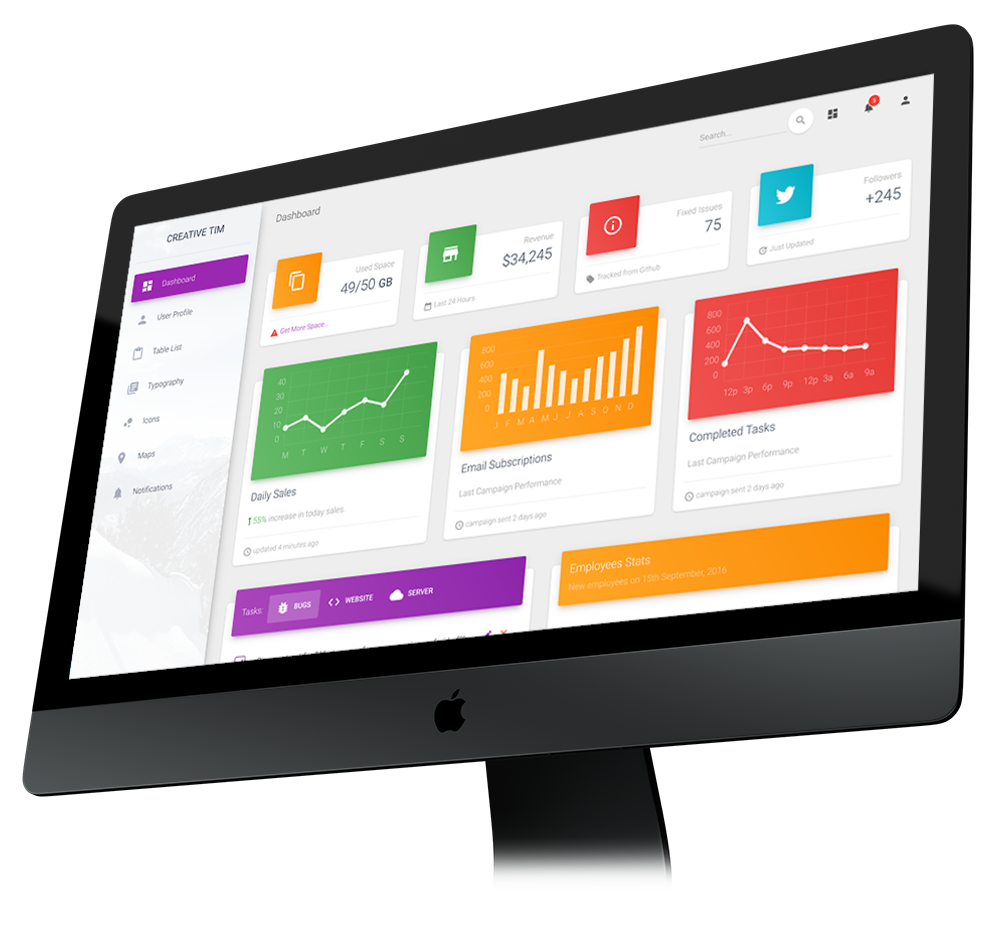 Search...
5
CREATIVE TIM
Dashboard
User Profile
Table List
Typography
Icons
Maps
Notifications
Dashboard
Used Space
49/50 GB
Get More Space...
Revenue
$34,245
Last 24 Hours
Fixed Issues
75
Tracked from Github
Followers
+245
Just Updated
40
30
20
10
0
M T W T F S S
Daily Sales
55% increase in today sales.
updated 4 minutes ago
800
600
400
200
0
J F M A M J J A S O N D
Email Subscriptions
Last Campaign Performance
campaign sent 2 days ago
800
600
400
200
0
12p 3p 6p 9p 12p 3a 6a 9a
Completed Tasks
Last Campaign Performance
campaign sent 2 days ago
Tasks: BUGS WEBSITE SERVER
Employees Stats
New employees on 15th September, 2016